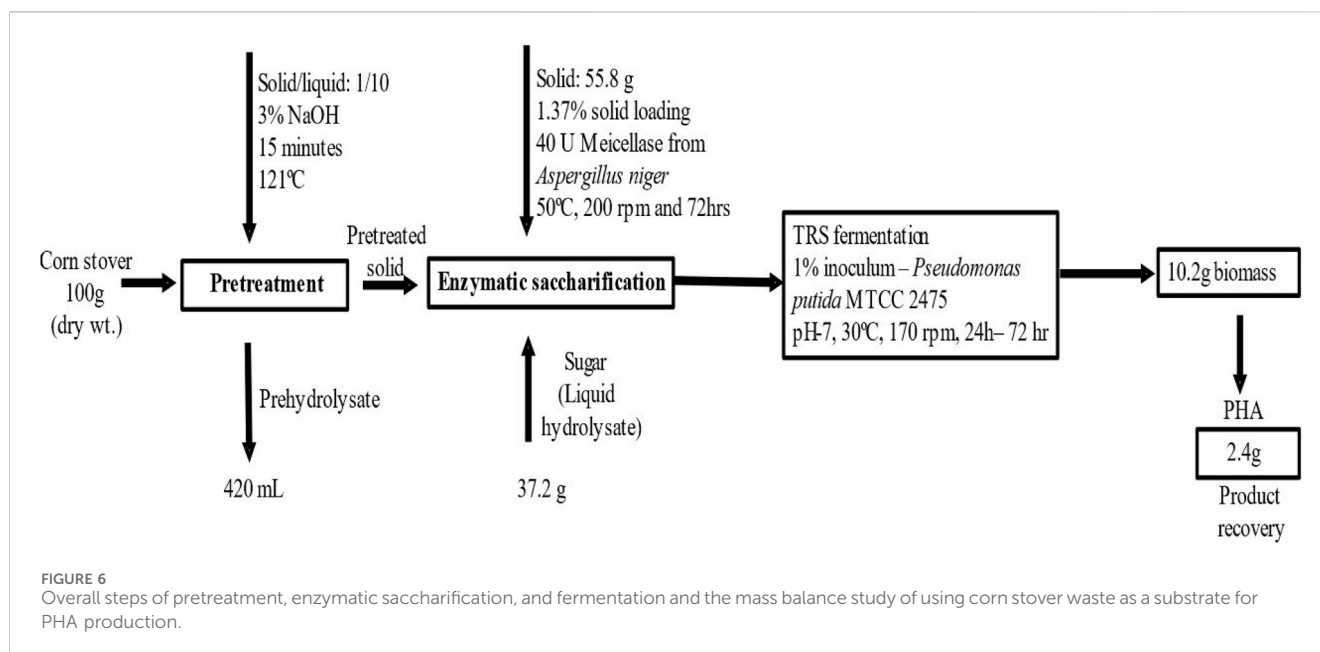 Solid/liquid: 1/10
3% NaOH
15 minutes
121ºC
Solid: 55.8 g
1.37% solid loading
40 U Meicellase from
Aspergillus niger
50ºC, 200 rpm and 72hrs
Corn stover
100g
(dry wt.)
Pretreatment
Pretreated
solid
Enzymatic saccharification
TRS fermentation
1% inoculum – Pseudomonas
putida MTCC 2475
pH-7, 30ºC, 170 rpm, 24h– 72 hr
10.2g biomass
Prehydrolysate
420 mL
Sugar
(Liquid
hydrolysate)
37.2 g
PHA
2.4g
Product
recovery
FIGURE 6
Overall steps of pretreatment, enzymatic saccharification, and fermentation and the mass balance study of using corn stover waste as a substrate for
PHA production.